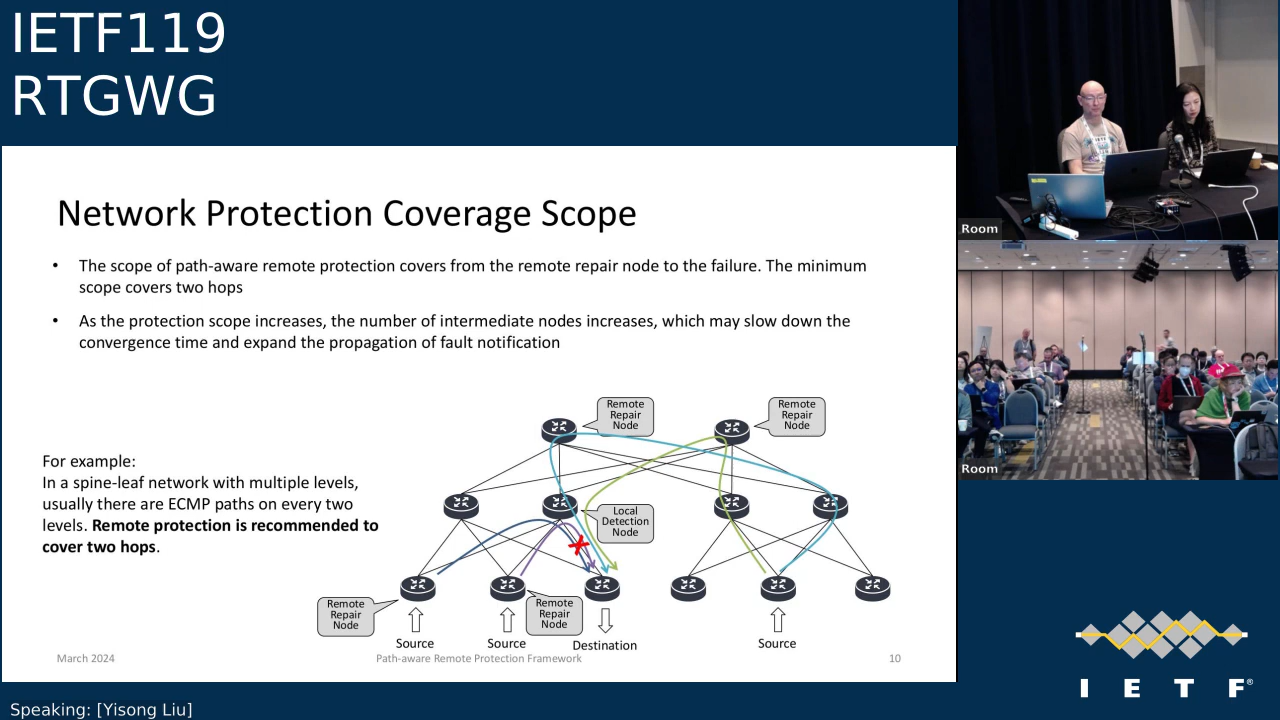 IETF119
RTGWG
Network Protection Coverage Scope
• The scope of path-aware remote protection covers from the remote repair node to the failure. The minimum
scope covers two hops
• As the protection scope increases, the number of intermediate nodes increases, which may slow down the
convergence time and expand the propagation of fault notification
For example:
In a spine-leaf network with multiple levels,
usually there are ECMP paths on every two
levels. Remote protection is recommended to
cover two hops.
Remote
Repair
Node
Remote
Repair
Node
Local
Detection
Node
Remote
Repair
Node
Remote
Repair
Node
Source
Source
Destination
Source
March 2024
Path-aware Remote Protection Framework
10
Room
Room
I E T F®
Speaking: [Yisong Liu]